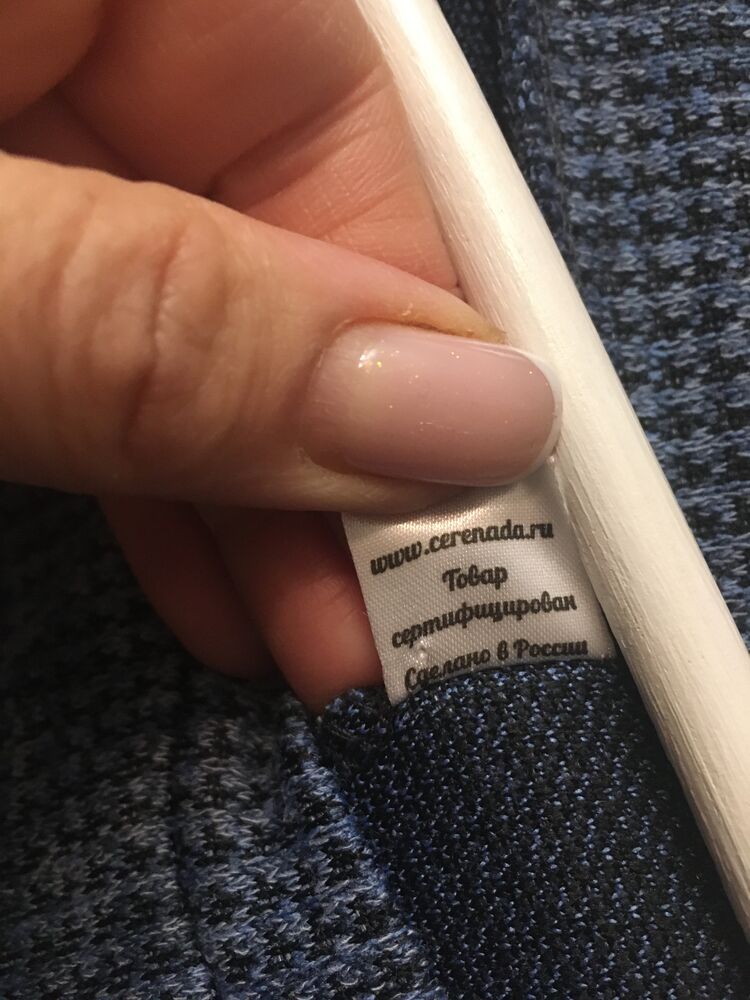 www.cerenada.ru
Товар
сертифицирован
Сделано в России